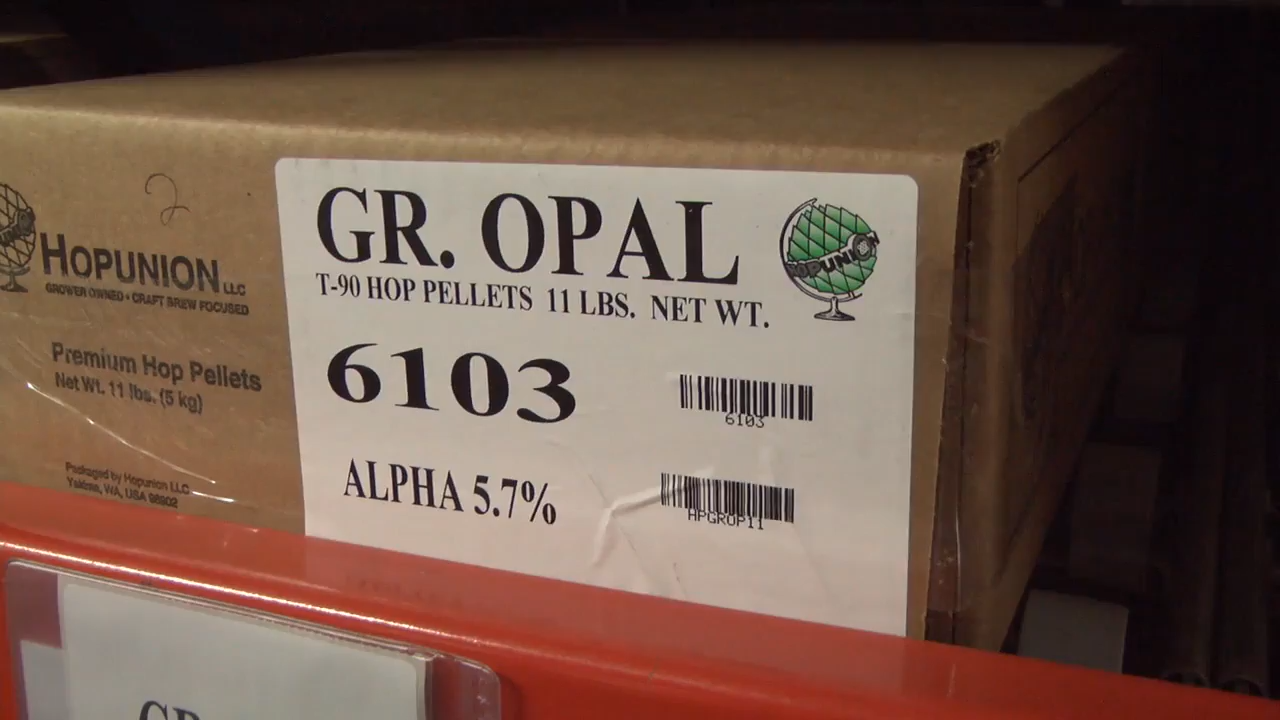 2
HOPUNION LLC
GROWER OWNED • CRAFT BREW FOCUSED
Premium Hop Pellets
Net Wt. 11 lbs. (5 kg)
Packaged by Hopunion LLC
Yakima, WA, USA 98902
GR. OPAL
HOPUNION
T-90 HOP PELLETS 11 LBS. NET WT.
6103
6103
ALPHA 5.7%
HPGROP11